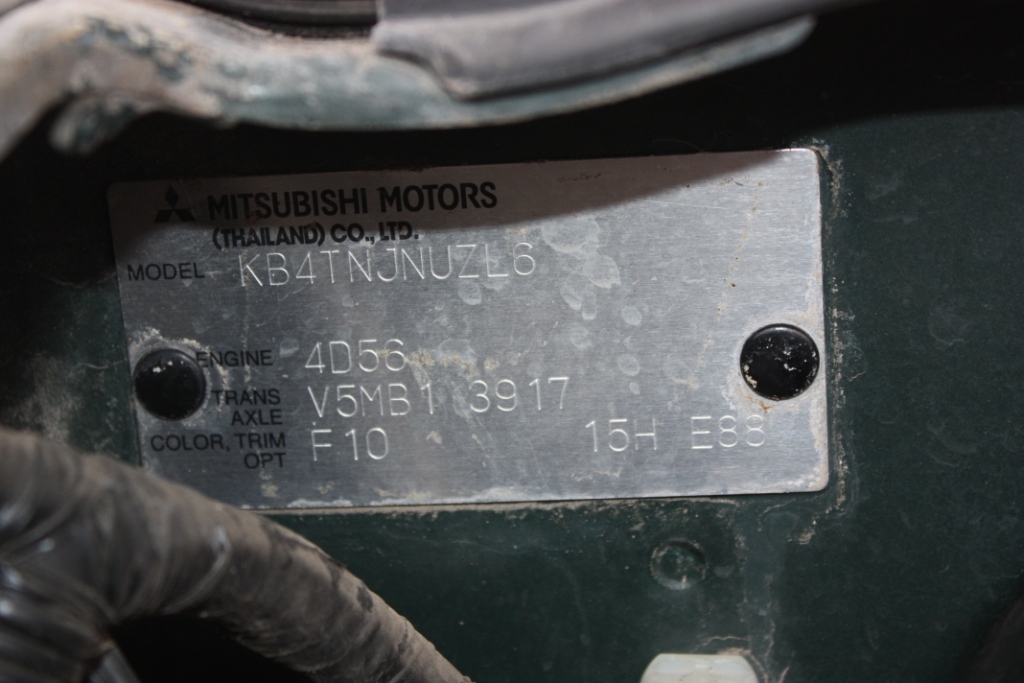 MITSUBISHI MOTORS
(THAILAND) CO., LTD.
MODEL KB4TNJNUZL6
ENGINE 4D56
TRANS AXLE V5MB1 3917
COLOR, TRIM OPT F10 15H E88